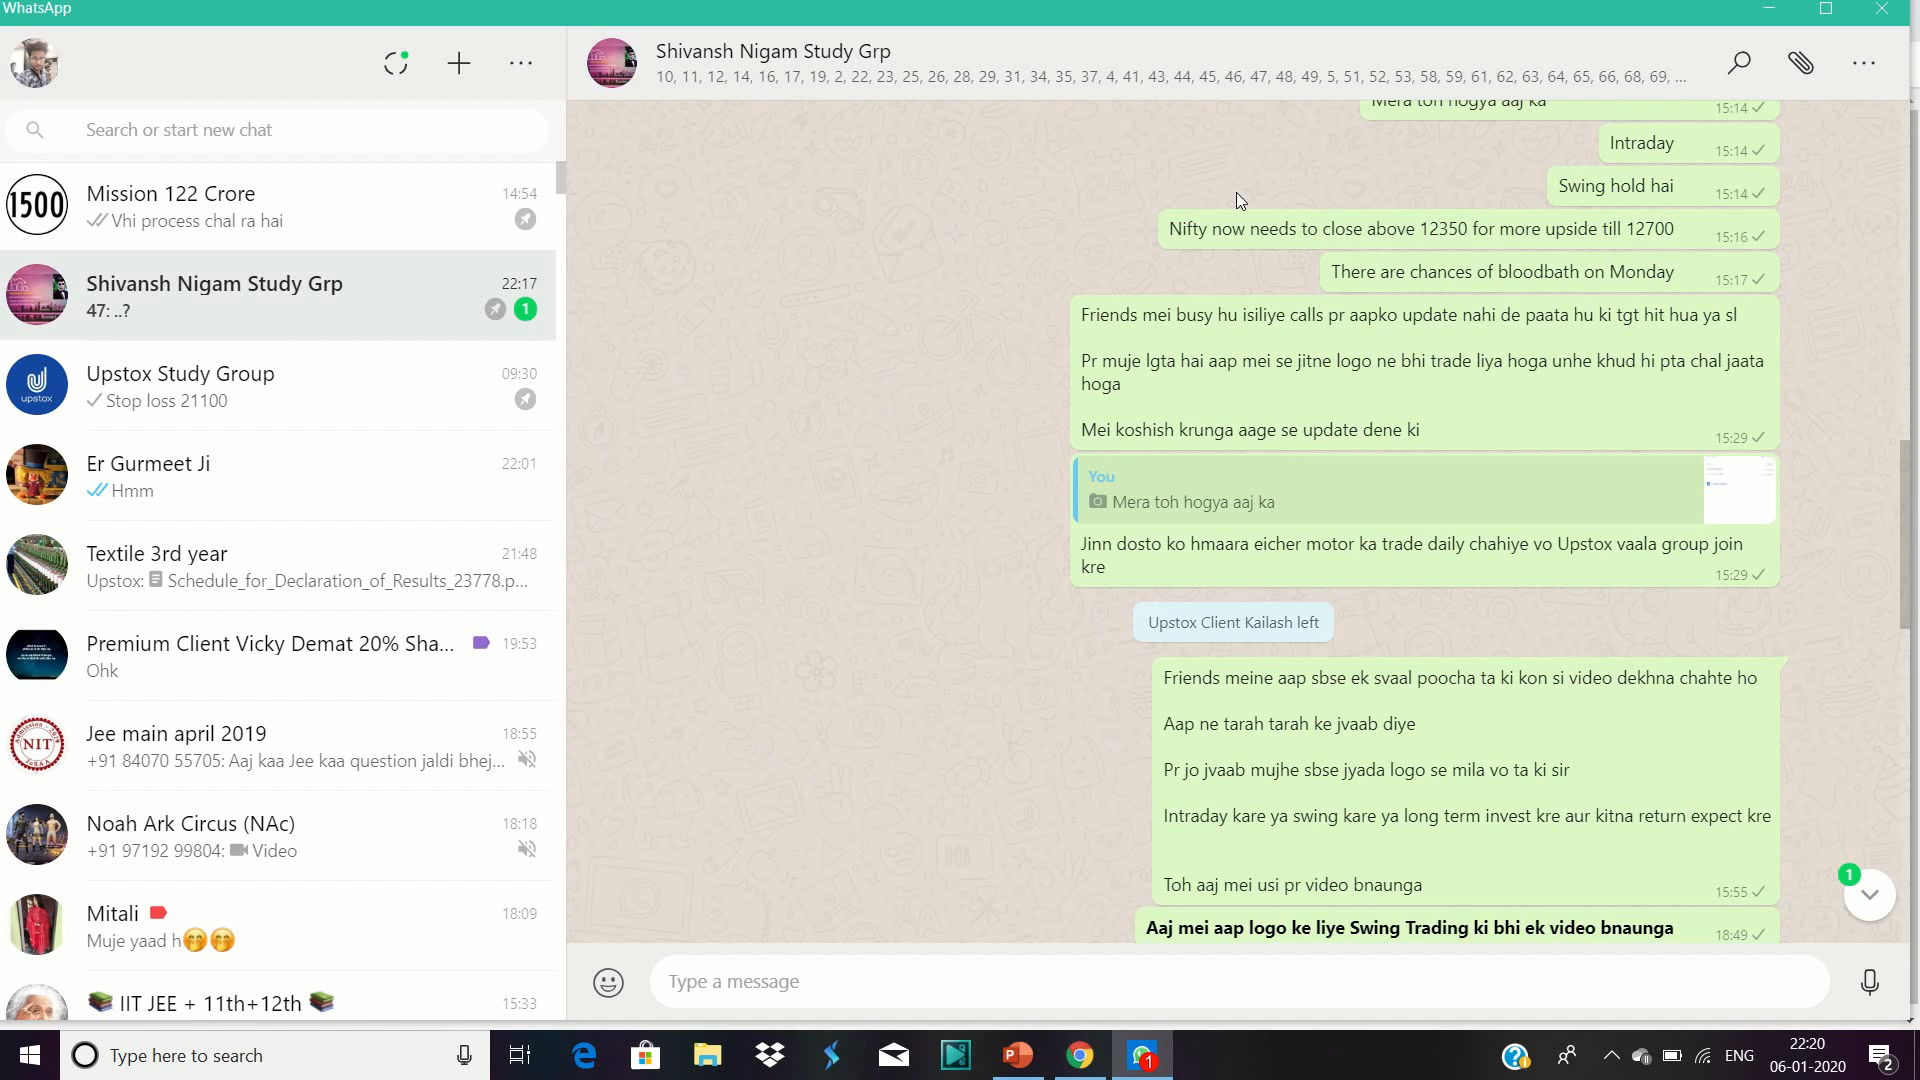 WhatsApp
Search or start new chat
1500
Mission 122 Crore
14:54
Vhi process chal ra hai
Shivansh Nigam Study Grp
22:17
47: ..?
1
upstox
Upstox Study Group
09:30
Stop loss 21100
Er Gurmeet Ji
22:01
Hmm
Textile 3rd year
21:48
Upstox: Schedule_for_Declaration_of_Results_23778.p...
Premium Client Vicky Demat 20% Sha...
19:53
Ohk
NIT
Jee main april 2019
18:55
+91 84070 55705: Aaj kaa Jee kaa question jaldi bhej...
Noah Ark Circus (NAc)
18:18
+91 97192 99804: Video
Mitali
18:09
Muje yaad h🤭🤭
📚 IIT JEE + 11th+12th 📚
15:33
Shivansh Nigam Study Grp
10, 11, 12, 14, 16, 17, 19, 2, 22, 23, 25, 26, 28, 29, 31, 34, 35, 37, 4, 41, 43, 44, 45, 46, 47, 48, 49, 5, 51, 52, 53, 58, 59, 61, 62, 63, 64, 65, 66, 68, 69, ...
Mera toh hogya aaj ka
15:14
Intraday
15:14
Swing hold hai
15:14
Nifty now needs to close above 12350 for more upside till 12700
15:16
There are chances of bloodbath on Monday
15:17
Friends mei busy hu isiliye calls pr aapko update nahi de paata hu ki tgt hit hua ya sl
Pr muje lgta hai aap mei se jitne logo ne bhi trade liya hoga unhe khud hi pta chal jaata
hoga
Mei koshish krunga aage se update dene ki
15:29
You
Mera toh hogya aaj ka
Jinn dosto ko hmaara eicher motor ka trade daily chahiye vo Upstox vaala group join
kre
15:29
Upstox Client Kailash left
Friends meine aap sbse ek svaal poocha ta ki kon si video dekhna chahte ho
Aap ne tarah tarah ke jvaab diye
Pr jo jvaab mujhe sbse jyada logo se mila vo ta ki sir
Intraday kare ya swing kare ya long term invest kre aur kitna return expect kre
Toh aaj mei usi pr video bnaunga
15:55
1
Aaj mei aap logo ke liye Swing Trading ki bhi ek video bnaunga
18:49
Type a message
Type here to search
1
ENG
22:20
06-01-2020
2